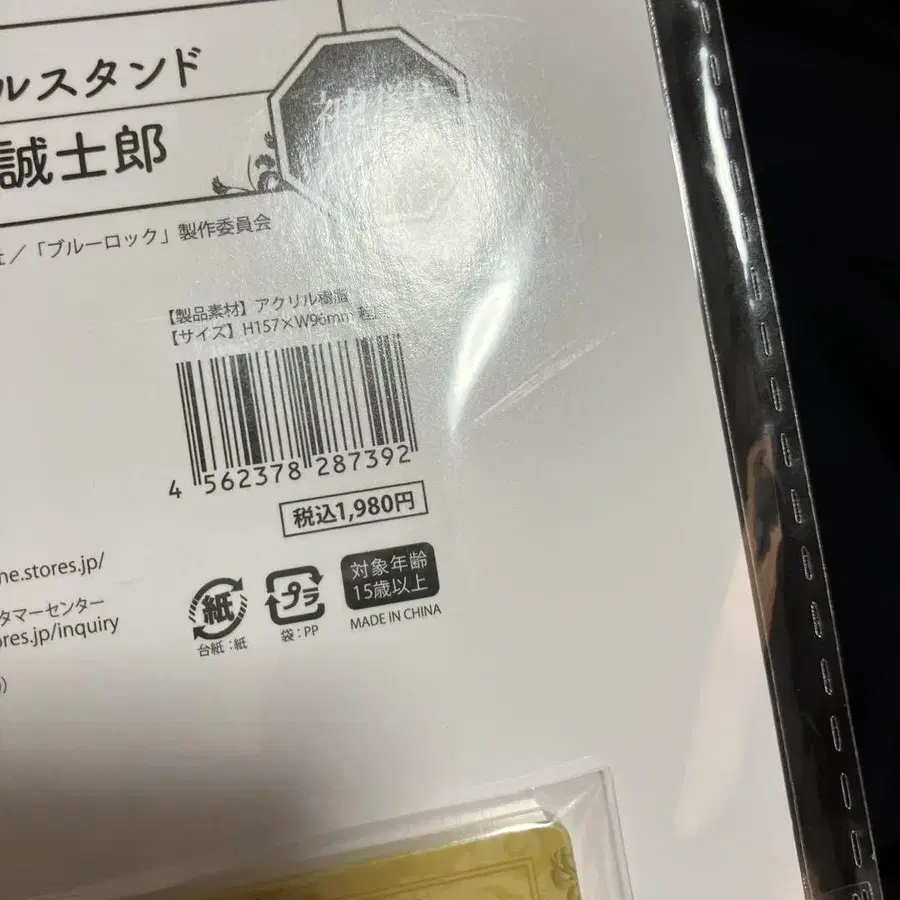 ルスタンド
誠士郎
／「ブルーロック」製作委員会
【製品素材】アクリル樹脂
【サイズ】H157×W96mm 程
4 562378 287392
税込1,980円
ne.stores.jp/
タマーセンター
ores.jp/inquiry
紙
台紙:紙
プラ
袋:PP
対象年齢
15歳以上
MADE IN CHINA